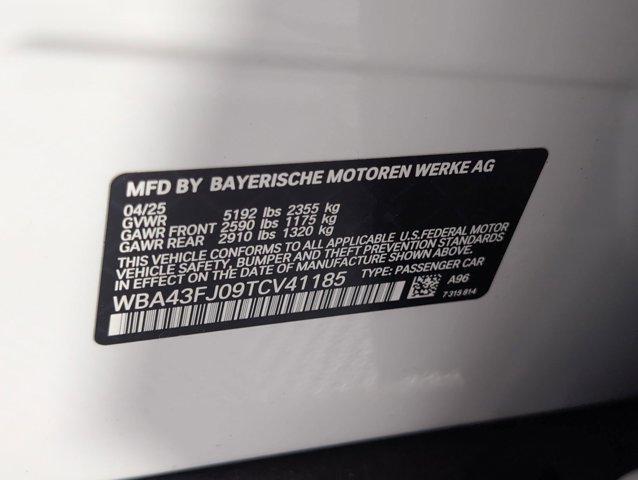 MFD BY BAYERISCHE MOTOREN WERKE AG
04/25
GVWR 5192 lbs 2355 kg
GAWR FRONT 2590 lbs 1175 kg
GAWR REAR 2910 lbs 1320 kg
THIS VEHICLE CONFORMS TO ALL APPLICABLE U.S.FEDERAL MOTOR
VEHICLE SAFETY, BUMPER, AND THEFT PREVENTION STANDARDS
IN EFFECT ON THE DATE OF MANUFACTURE SHOWN ABOVE.
WBA43FJ09TCV41185 TYPE: PASSENGER CAR
A96
7 315 814